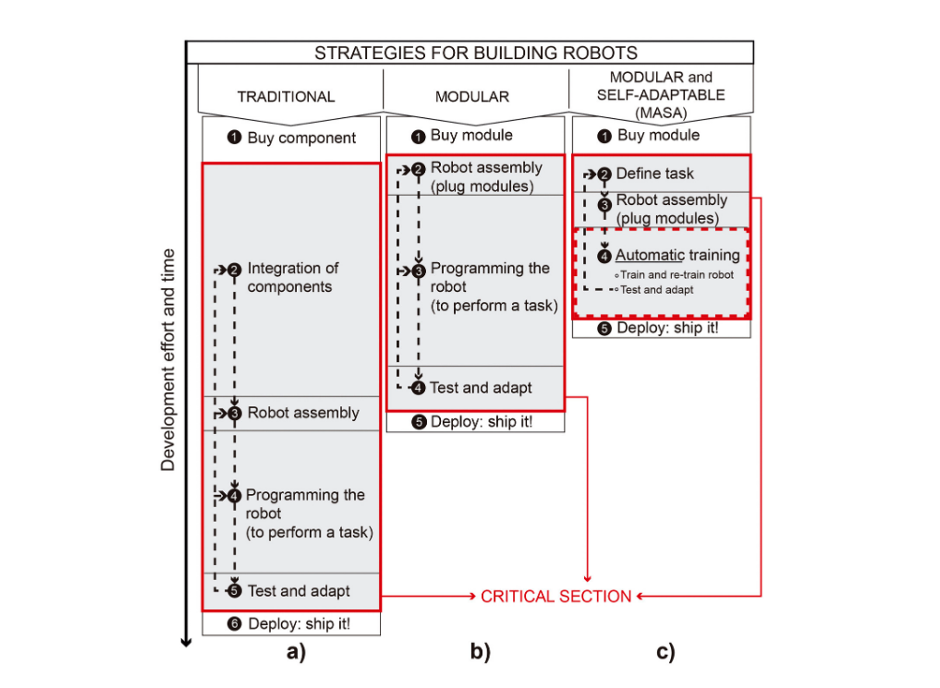 STRATEGIES FOR BUILDING ROBOTS
Development effort and time
TRADITIONAL
1 Buy component
2 Integration of
components
3 Robot assembly
4 Programming the
robot
(to perform a task)
5 Test and adapt
6 Deploy: ship it!
a)
MODULAR
1 Buy module
2 Robot assembly
(plug modules)
3 Programming the
robot
(to perform a task)
4 Test and adapt
5 Deploy: ship it!
b)
MODULAR and
SELF-ADAPTABLE
(MASA)
1 Buy module
2 Define task
3 Robot assembly
(plug modules)
4 Automatic training
Train and re-train robot
Test and adapt
5 Deploy: ship it!
c)
CRITICAL SECTION